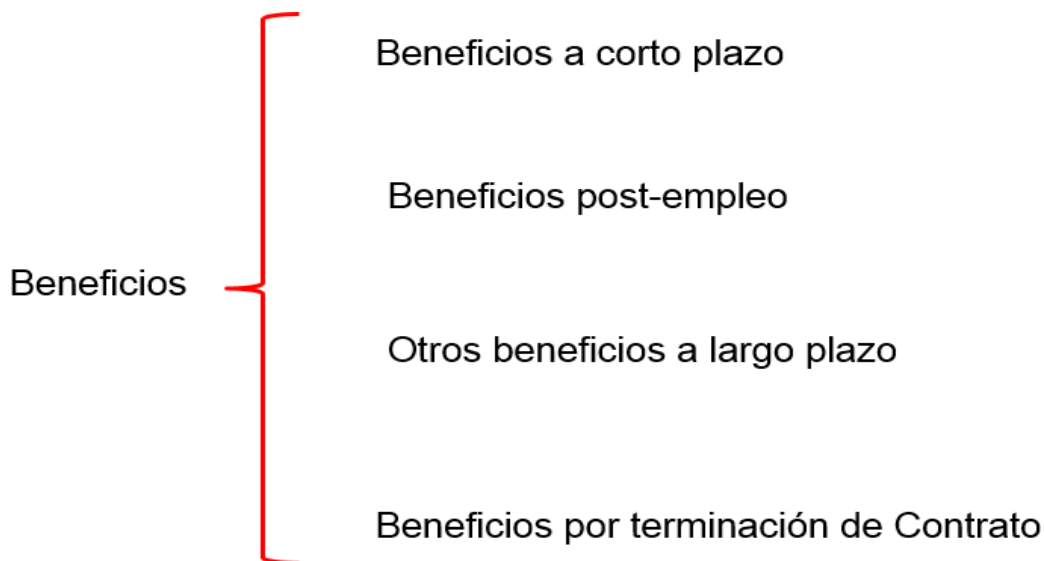 Beneficios a corto plazo
Beneficios post-empleo
Beneficios
Otros beneficios a largo plazo
Beneficios por terminación de Contrato